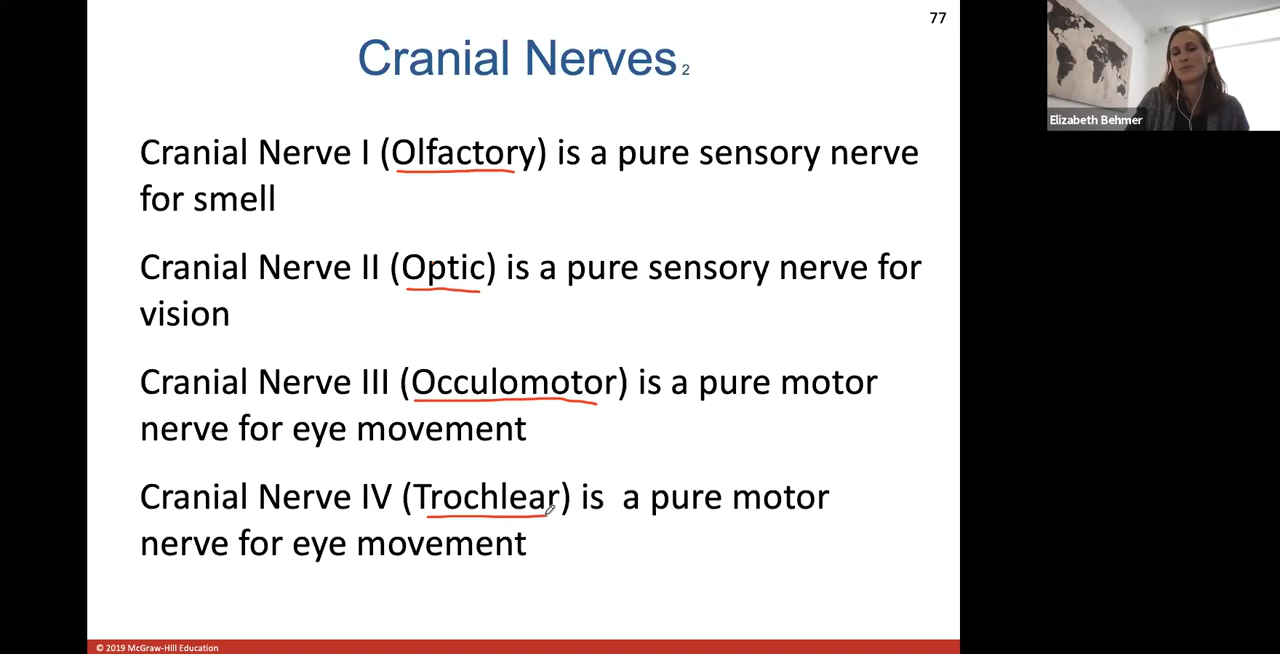 77
Cranial Nerves 2
Elizabeth Behmer
Cranial Nerve I (Olfactory) is a pure sensory nerve
for smell
Cranial Nerve II (Optic) is a pure sensory nerve for
vision
Cranial Nerve III (Occulomotor) is a pure motor
nerve for eye movement
Cranial Nerve IV (Trochlear) is  a pure motor
nerve for eye movement
© 2019 McGraw-Hill Education